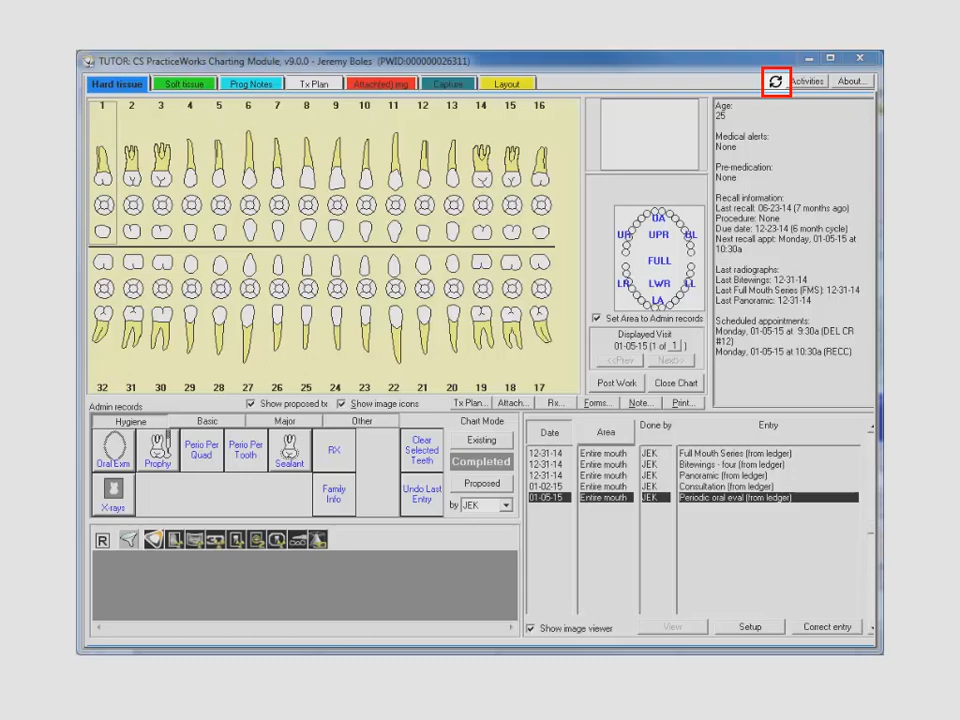 TUTOR: CS PracticeWorks Charting Module, v9.0.0 - Jeremy Boles (PWID:000000026311)
Hard tissue
Soft tissue
Prog Notes
Tx Plan
Attach(ed) img
Capture
Layout
Activities
About...
1 2 3 4 5 6 7 8 9 10 11 12 13 14 15 16
32 31 30 29 28 27 26 25 24 23 22 21 20 19 18 17
UA
UR UPR UL
FULL
LR LWR LL
LA
Set Area to Admin records
Displayed Visit
01-05-15 (1 of 1 )
<<Prev Next>>
Post Work Close Chart
Age:
25
Medical alerts:
None
Pre-medication:
None
Recall information:
Last recall: 06-23-14 (7 months ago)
Procedure: None
Due date: 12-23-14 (6 month cycle)
Next recall appt: Monday, 01-05-15 at
10:30a
Last radiographs:
Last Bitewings: 12-31-14
Last Full Mouth Series (FMS): 12-31-14
Last Panoramic: 12-31-14
Scheduled appointments:
Monday, 01-05-15 at 9:30a (DEL CR
#12)
Monday, 01-05-15 at 10:30a (RECC)
Admin records
Show proposed tx
Show image icons
Tx Plan... Attach... Rx... Forms... Note... Print...
Hygiene Basic Major Other
Oral Exm
Prophy
Perio Per
Quad
Perio Per
Tooth
Sealant
RX
Clear
Selected
Teeth
X-rays
Family
Info
Undo Last
Entry
Chart Mode
Existing
Completed
Proposed
by JEK
R
Date Area Done by Entry
12-31-14 Entire mouth JEK Full Mouth Series (from ledger)
12-31-14 Entire mouth JEK Bitewings - four (from ledger)
12-31-14 Entire mouth JEK Panoramic (from ledger)
01-02-15 Entire mouth JEK Consultation (from ledger)
01-05-15 Entire mouth JEK Periodic oral eval (from ledger)
Show image viewer
View
Setup
Correct entry